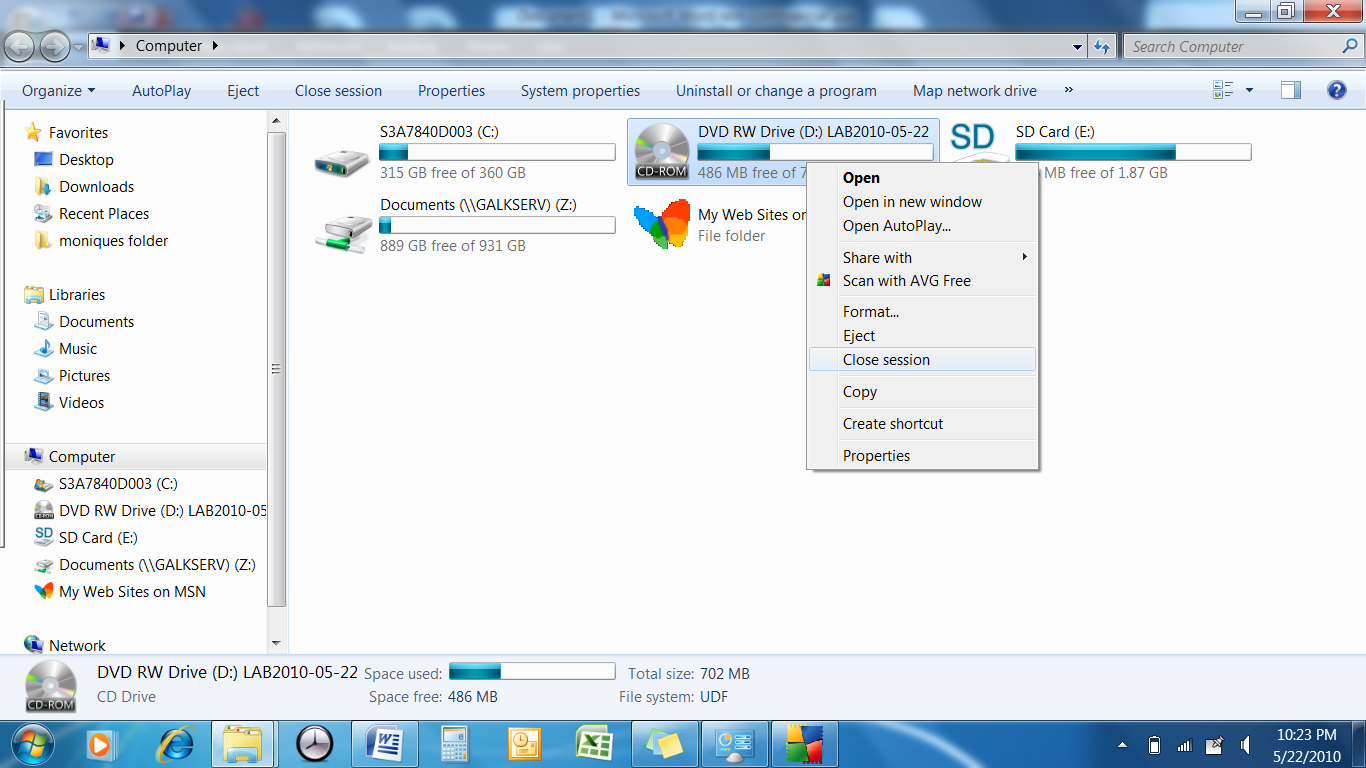 Computer
Search Computer
Organize AutoPlay Eject Close session Properties System properties Uninstall or change a program Map network drive »
Favorites
Desktop
Downloads
Recent Places
moniques folder
Libraries
Documents
Music
Pictures
Videos
Computer
S3A7840D003 (C:)
DVD RW Drive (D:) LAB2010-05
SD Card (E:)
Documents (\\GALKSERV) (Z:)
My Web Sites on MSN
Network
S3A7840D003 (C:)
315 GB free of 360 GB
CD-ROM
DVD RW Drive (D:) LAB2010-05-22
486 MB free of 7
SD
SD Card (E:)
MB free of 1.87 GB
Documents (\\GALKSERV) (Z:)
889 GB free of 931 GB
My Web Sites on
File folder
Open
Open in new window
Open AutoPlay...
Share with
Scan with AVG Free
Format...
Eject
Close session
Copy
Create shortcut
Properties
CD-ROM
DVD RW Drive (D:) LAB2010-05-22 Space used: Total size: 702 MB
CD Drive Space free: 486 MB File system: UDF
10:23 PM
5/22/2010